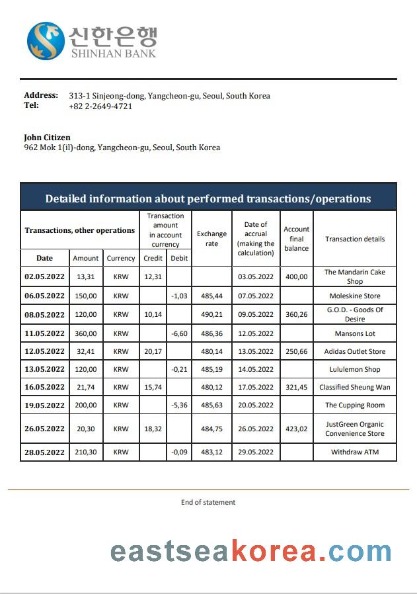 신한은행
SHINHAN BANK
Address: 313-1 Sinjeong-dong, Yangcheon-gu, Seoul, South Korea
Tel: +82 2-2649-4721
John Citizen
962 Mok 1(il)-dong, Yangcheon-gu, Seoul, South Korea
Detailed information about performed transactions/operations
Transactions, other operations | Transaction amount in account currency | Exchange rate | Date of accrual (making the calculation) | Account final balance | Transaction details
Date | Amount | Currency | Credit | Debit
02.05.2022 | 13,31 | KRW | 12,31 | | | 03.05.2022 | 400,00 | The Mandarin Cake Shop
06.05.2022 | 150,00 | KRW | | -1,03 | 485,44 | 07.05.2022 | | Moleskine Store
08.05.2022 | 120,00 | KRW | 10,14 | | 490,21 | 09.05.2022 | 360,26 | G.O.D. - Goods Of Desire
11.05.2022 | 360,00 | KRW | | -6,60 | 486,36 | 12.05.2022 | | Mansons Lot
12.05.2022 | 32,41 | KRW | 20,17 | | 480,14 | 13.05.2022 | 250,66 | Adidas Outlet Store
13.05.2022 | 120,00 | KRW | | -0,21 | 485,19 | 14.05.2022 | | Lululemon Shop
16.05.2022 | 21,74 | KRW | 15,74 | | 480,12 | 17.05.2022 | 321,45 | Classified Sheung Wan
19.05.2022 | 200,00 | KRW | | -5,36 | 485,63 | 20.05.2022 | | The Cupping Room
26.05.2022 | 20,30 | KRW | 18,32 | | 484,75 | 26.05.2022 | 423,02 | JustGreen Organic Convenience Store
28.05.2022 | 210,30 | KRW | | -0,09 | 483,12 | 29.05.2022 | | Withdraw ATM
End of statement
eastseakorea.com